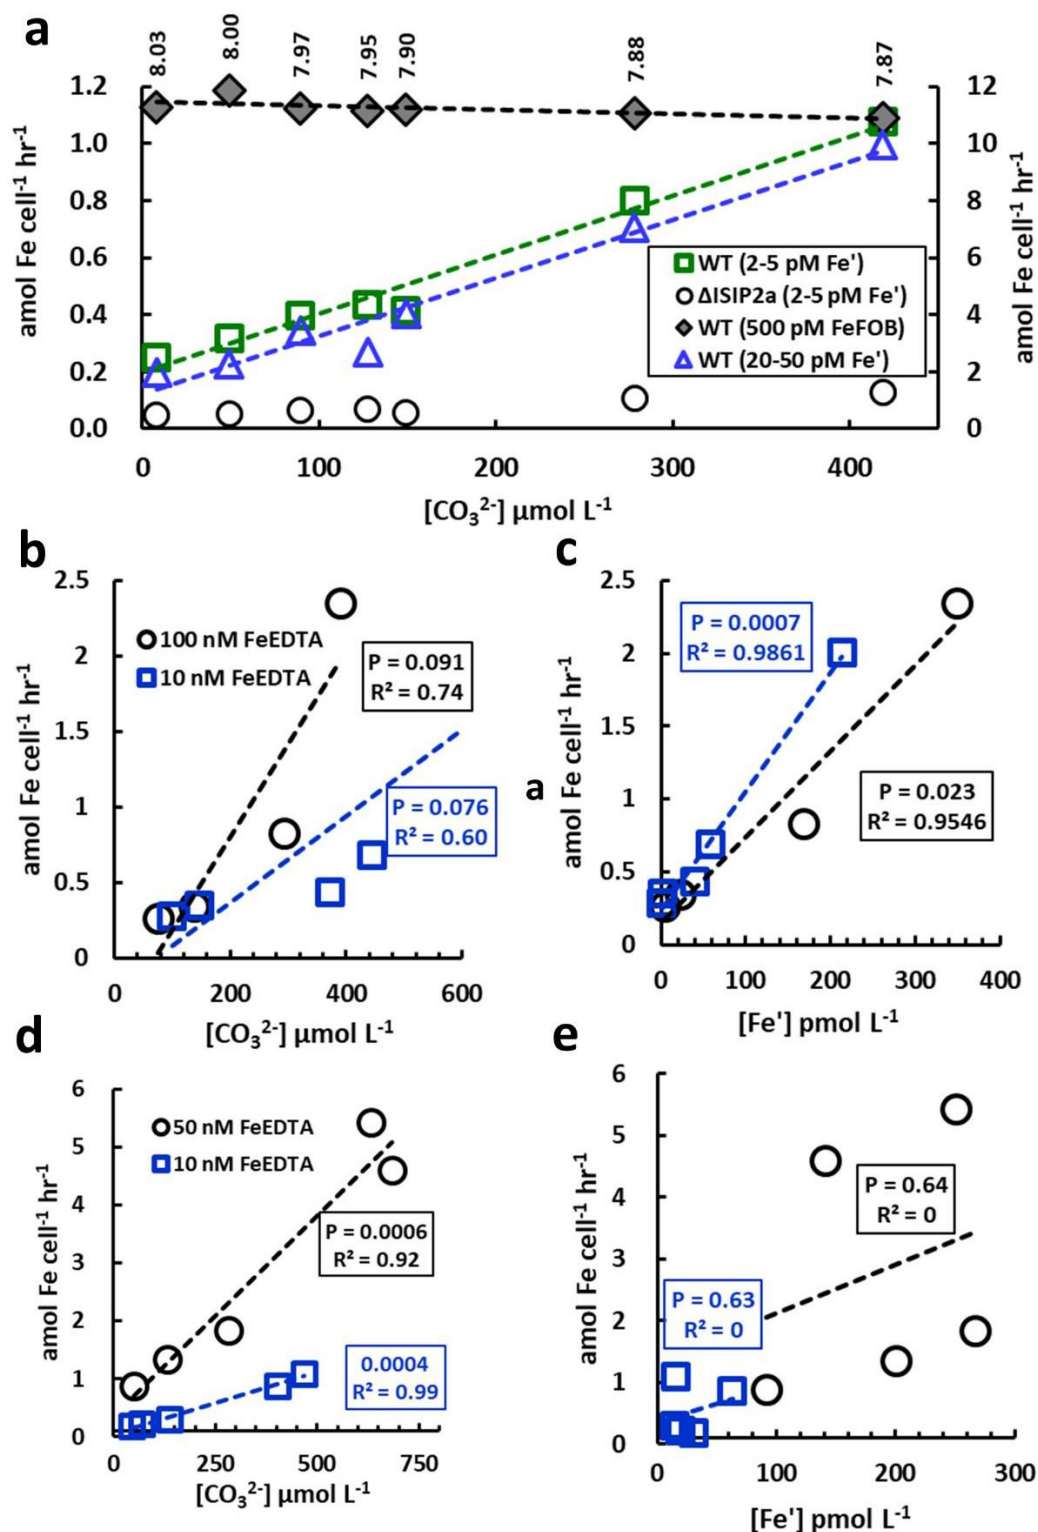 a
8.03
8.00
7.97
7.95
7.90
7.88
7.87
1.2
1.0
0.8
0.6
0.4
0.2
0.0
amol Fe cell⁻¹ hr⁻¹
12
10
8
6
4
2
0
amol Fe cell⁻¹ hr⁻¹
WT (2-5 pM Fe')
ΔISIP2a (2-5 pM Fe')
WT (500 pM FeFOB)
WT (20-50 pM Fe')
0 100 200 300 400
[CO₃²⁻] µmol L⁻¹
b
2.5
2
1.5
1
0.5
0
amol Fe cell⁻¹ hr⁻¹
100 nM FeEDTA
10 nM FeEDTA
P = 0.091
R² = 0.74
P = 0.076
R² = 0.60
0 200 400 600
[CO₃²⁻] µmol L⁻¹
c
2.5
2
1.5
1
0.5
0
a
amol Fe cell⁻¹ hr⁻¹
P = 0.0007
R² = 0.9861
P = 0.023
R² = 0.9546
0 100 200 300 400
[Fe'] pmol L⁻¹
d
6
5
4
3
2
1
0
amol Fe cell⁻¹ hr⁻¹
50 nM FeEDTA
10 nM FeEDTA
P = 0.0006
R² = 0.92
0.0004
R² = 0.99
0 250 500 750
[CO₃²⁻] µmol L⁻¹
e
6
5
4
3
2
1
0
amol Fe cell⁻¹ hr⁻¹
P = 0.64
R² = 0
P = 0.63
R² = 0
0 100 200 300
[Fe'] pmol L⁻¹